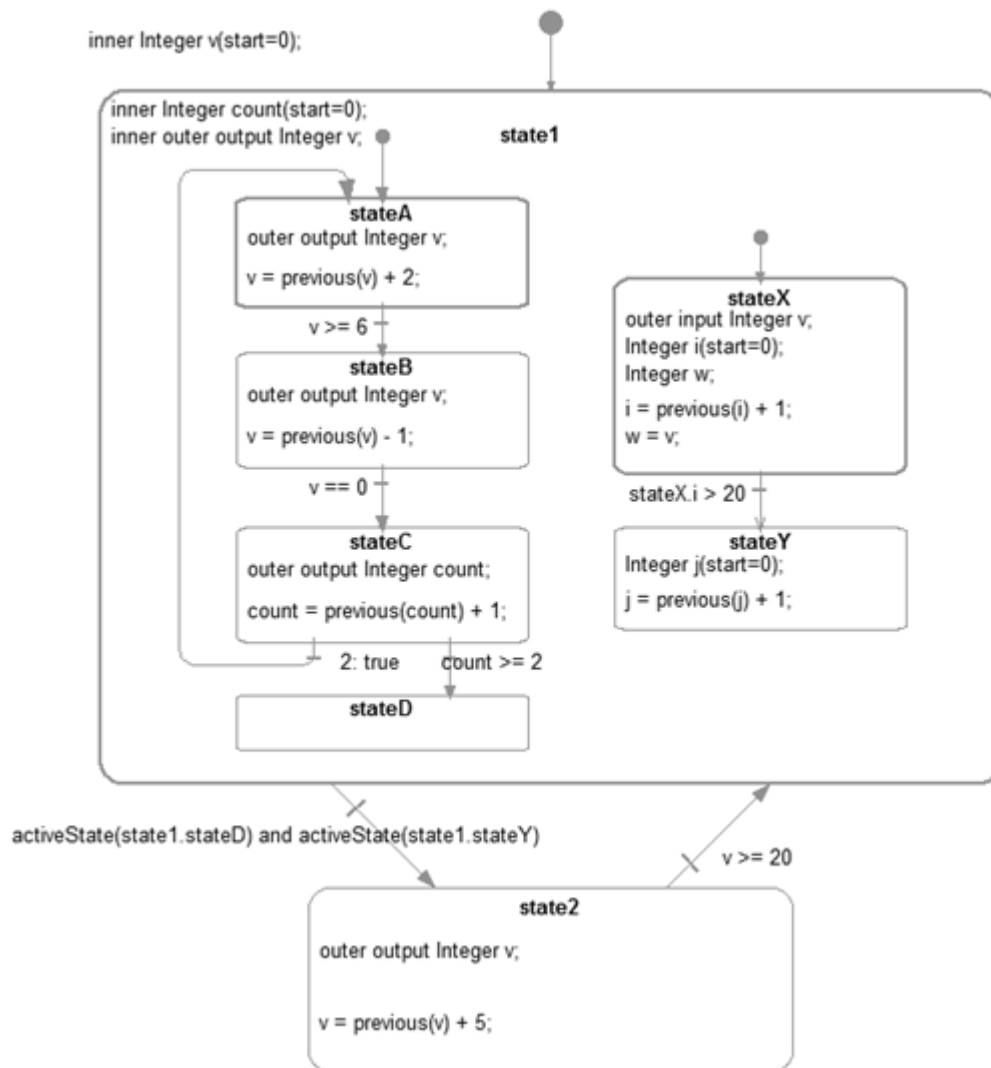 inner Integer v(start=0);
inner Integer count(start=0);
inner outer output Integer v;
state1
stateA
outer output Integer v;
v = previous(v) + 2;
v >= 6
stateB
outer output Integer v;
v = previous(v) - 1;
v == 0
stateC
outer output Integer count;
count = previous(count) + 1;
2: true
count >= 2
stateD
stateX
outer input Integer v;
Integer i(start=0);
Integer w;
i = previous(i) + 1;
w = v;
stateX.i > 20
stateY
Integer j(start=0);
j = previous(j) + 1;
activeState(state1.stateD) and activeState(state1.stateY)
v >= 20
state2
outer output Integer v;
v = previous(v) + 5;